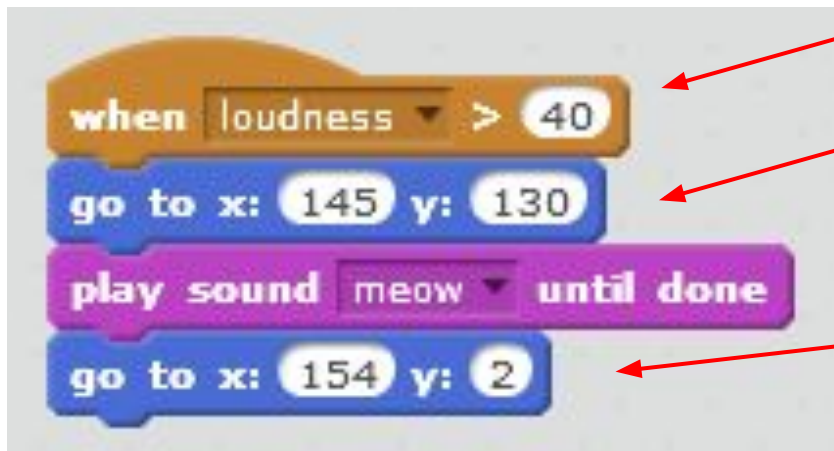 when loudness > 40
go to x: 145 y: 130
play sound meow until done
go to x: 154 y: 2